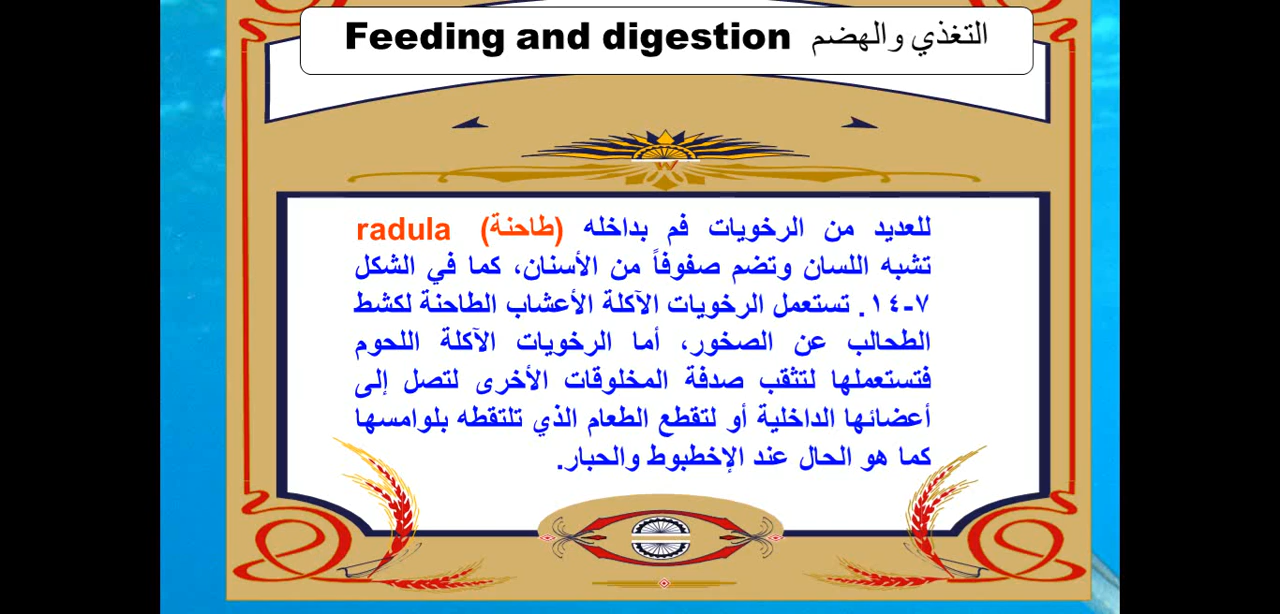 التغذي والهضم Feeding and digestion
للعديد من الرخويات فم بداخله (طاحنة) radula
تشبه اللسان وتضم صفوفاً من الأسنان، كما في الشكل
٧-١٤. تستعمل الرخويات الآكلة الأعشاب الطاحنة لكشط
الطحالب عن الصخور، أما الرخويات الآكلة اللحوم
فتستعملها لتثقب صدفة المخلوقات الأخرى لتصل إلى
أعضائها الداخلية أو لتقطع الطعام الذي تلتقطه بلوامسها
كما هو الحال عند الإخطبوط والحبار.